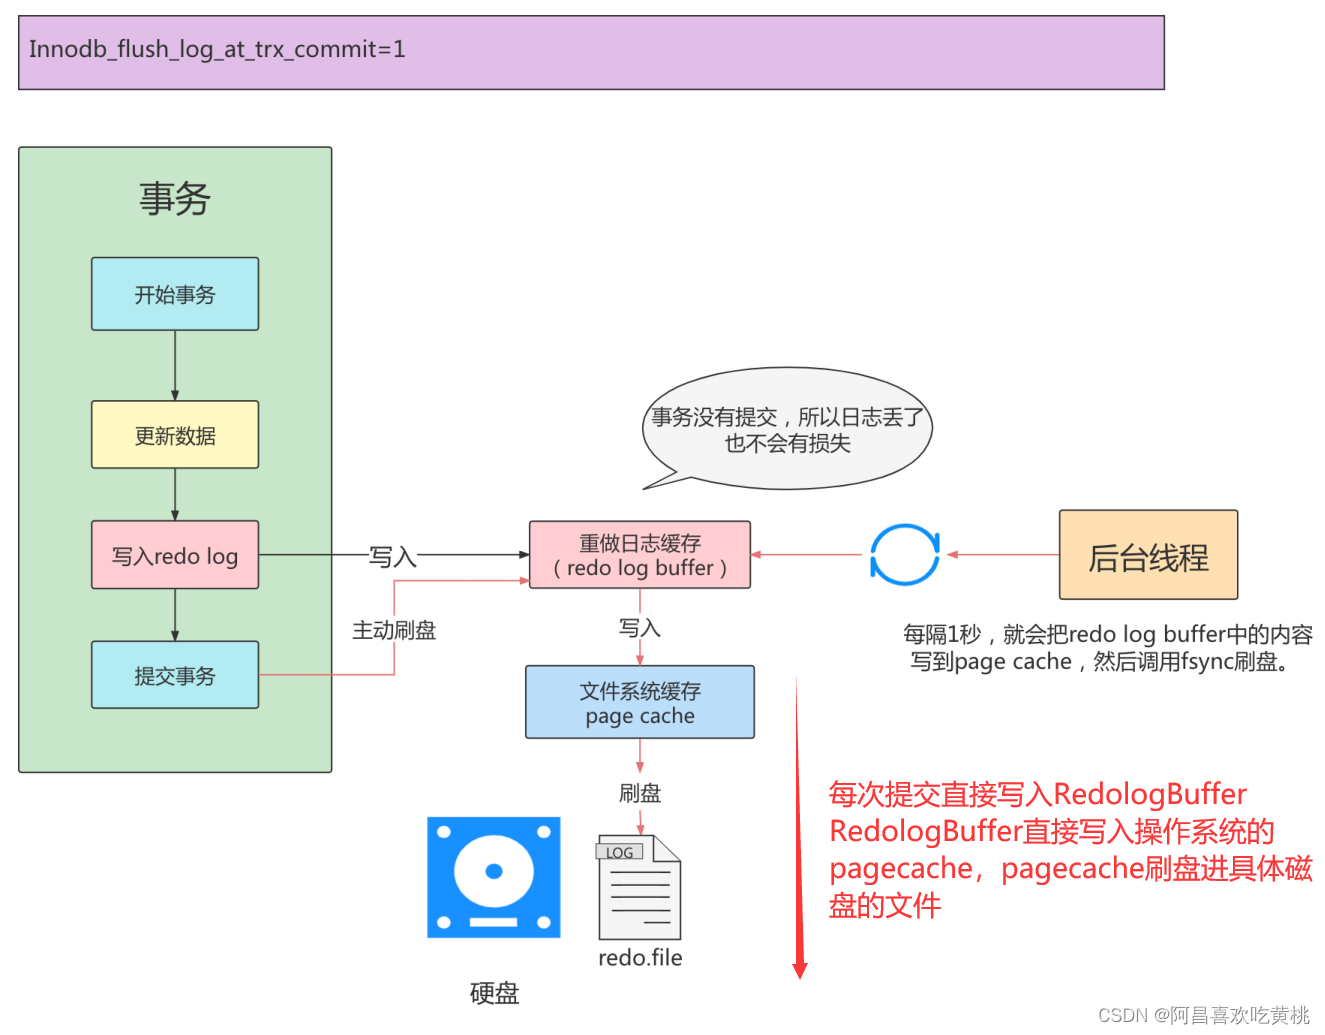 Innodb_flush_log_at_trx_commit=1
事务
开始事务
更新数据
写入redo log
提交事务
写入
主动刷盘
事务没有提交，所以日志丢了
也不会有损失
重做日志缓存
（redo log buffer）
写入
文件系统缓存
page cache
刷盘
LOG
redo.file
硬盘
后台线程
每隔1秒，就会把redo log buffer中的内容
写到page cache，然后调用fsync刷盘。
每次提交直接写入RedologBuffer
RedologBuffer直接写入操作系统的
pagecache，pagecache刷盘进具体磁
盘的文件
CSDN @阿昌喜欢吃黄桃